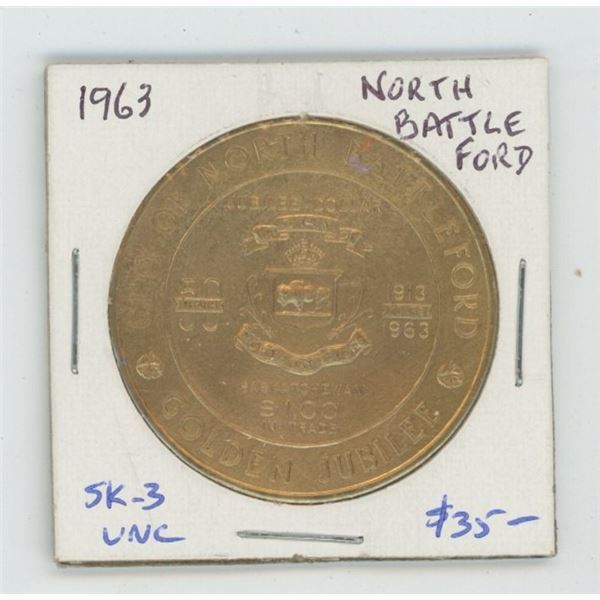 1963
NORTH
BATTLE
FORD
CITY OF NORTH BATTLEFORD
JUBILEE DOLLAR
1913
1963
SASKATCHEWAN
$1.00
IN TRADE
GOLDEN JUBILEE
SK-3
UNC
$35-